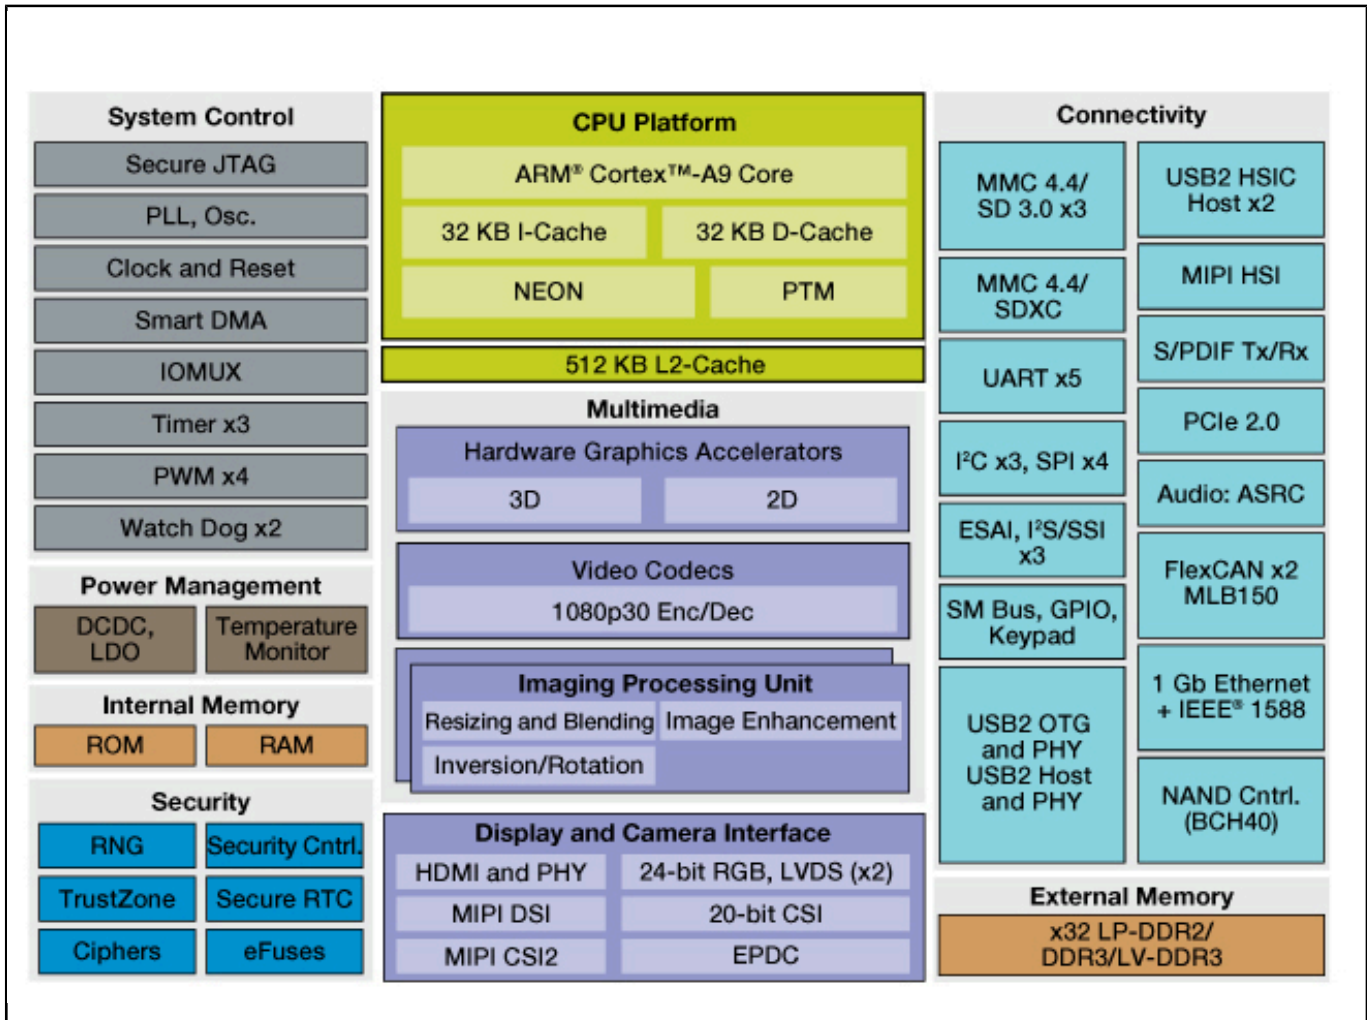 System Control
Secure JTAG
PLL, Osc.
Clock and Reset
Smart DMA
IOMUX
Timer x3
PWM x4
Watch Dog x2
Power Management
DCDC,
LDO
Temperature
Monitor
Internal Memory
ROM
RAM
Security
RNG
Security Cntrl.
TrustZone
Secure RTC
Ciphers
eFuses
CPU Platform
ARM® Cortex™-A9 Core
32 KB I-Cache
32 KB D-Cache
NEON
PTM
512 KB L2-Cache
Multimedia
Hardware Graphics Accelerators
3D
2D
Video Codecs
1080p30 Enc/Dec
Imaging Processing Unit
Resizing and Blending
Image Enhancement
Inversion/Rotation
Display and Camera Interface
HDMI and PHY
24-bit RGB, LVDS (x2)
MIPI DSI
20-bit CSI
MIPI CSI2
EPDC
Connectivity
MMC 4.4/
SD 3.0 x3
MMC 4.4/
SDXC
UART x5
I²C x3, SPI x4
ESAI, I²S/SSI
x3
SM Bus, GPIO,
Keypad
USB2 OTG
and PHY
USB2 Host
and PHY
USB2 HSIC
Host x2
MIPI HSI
S/PDIF Tx/Rx
PCIe 2.0
Audio: ASRC
FlexCAN x2
MLB150
1 Gb Ethernet
+ IEEE® 1588
NAND Cntrl.
(BCH40)
External Memory
x32 LP-DDR2/
DDR3/LV-DDR3